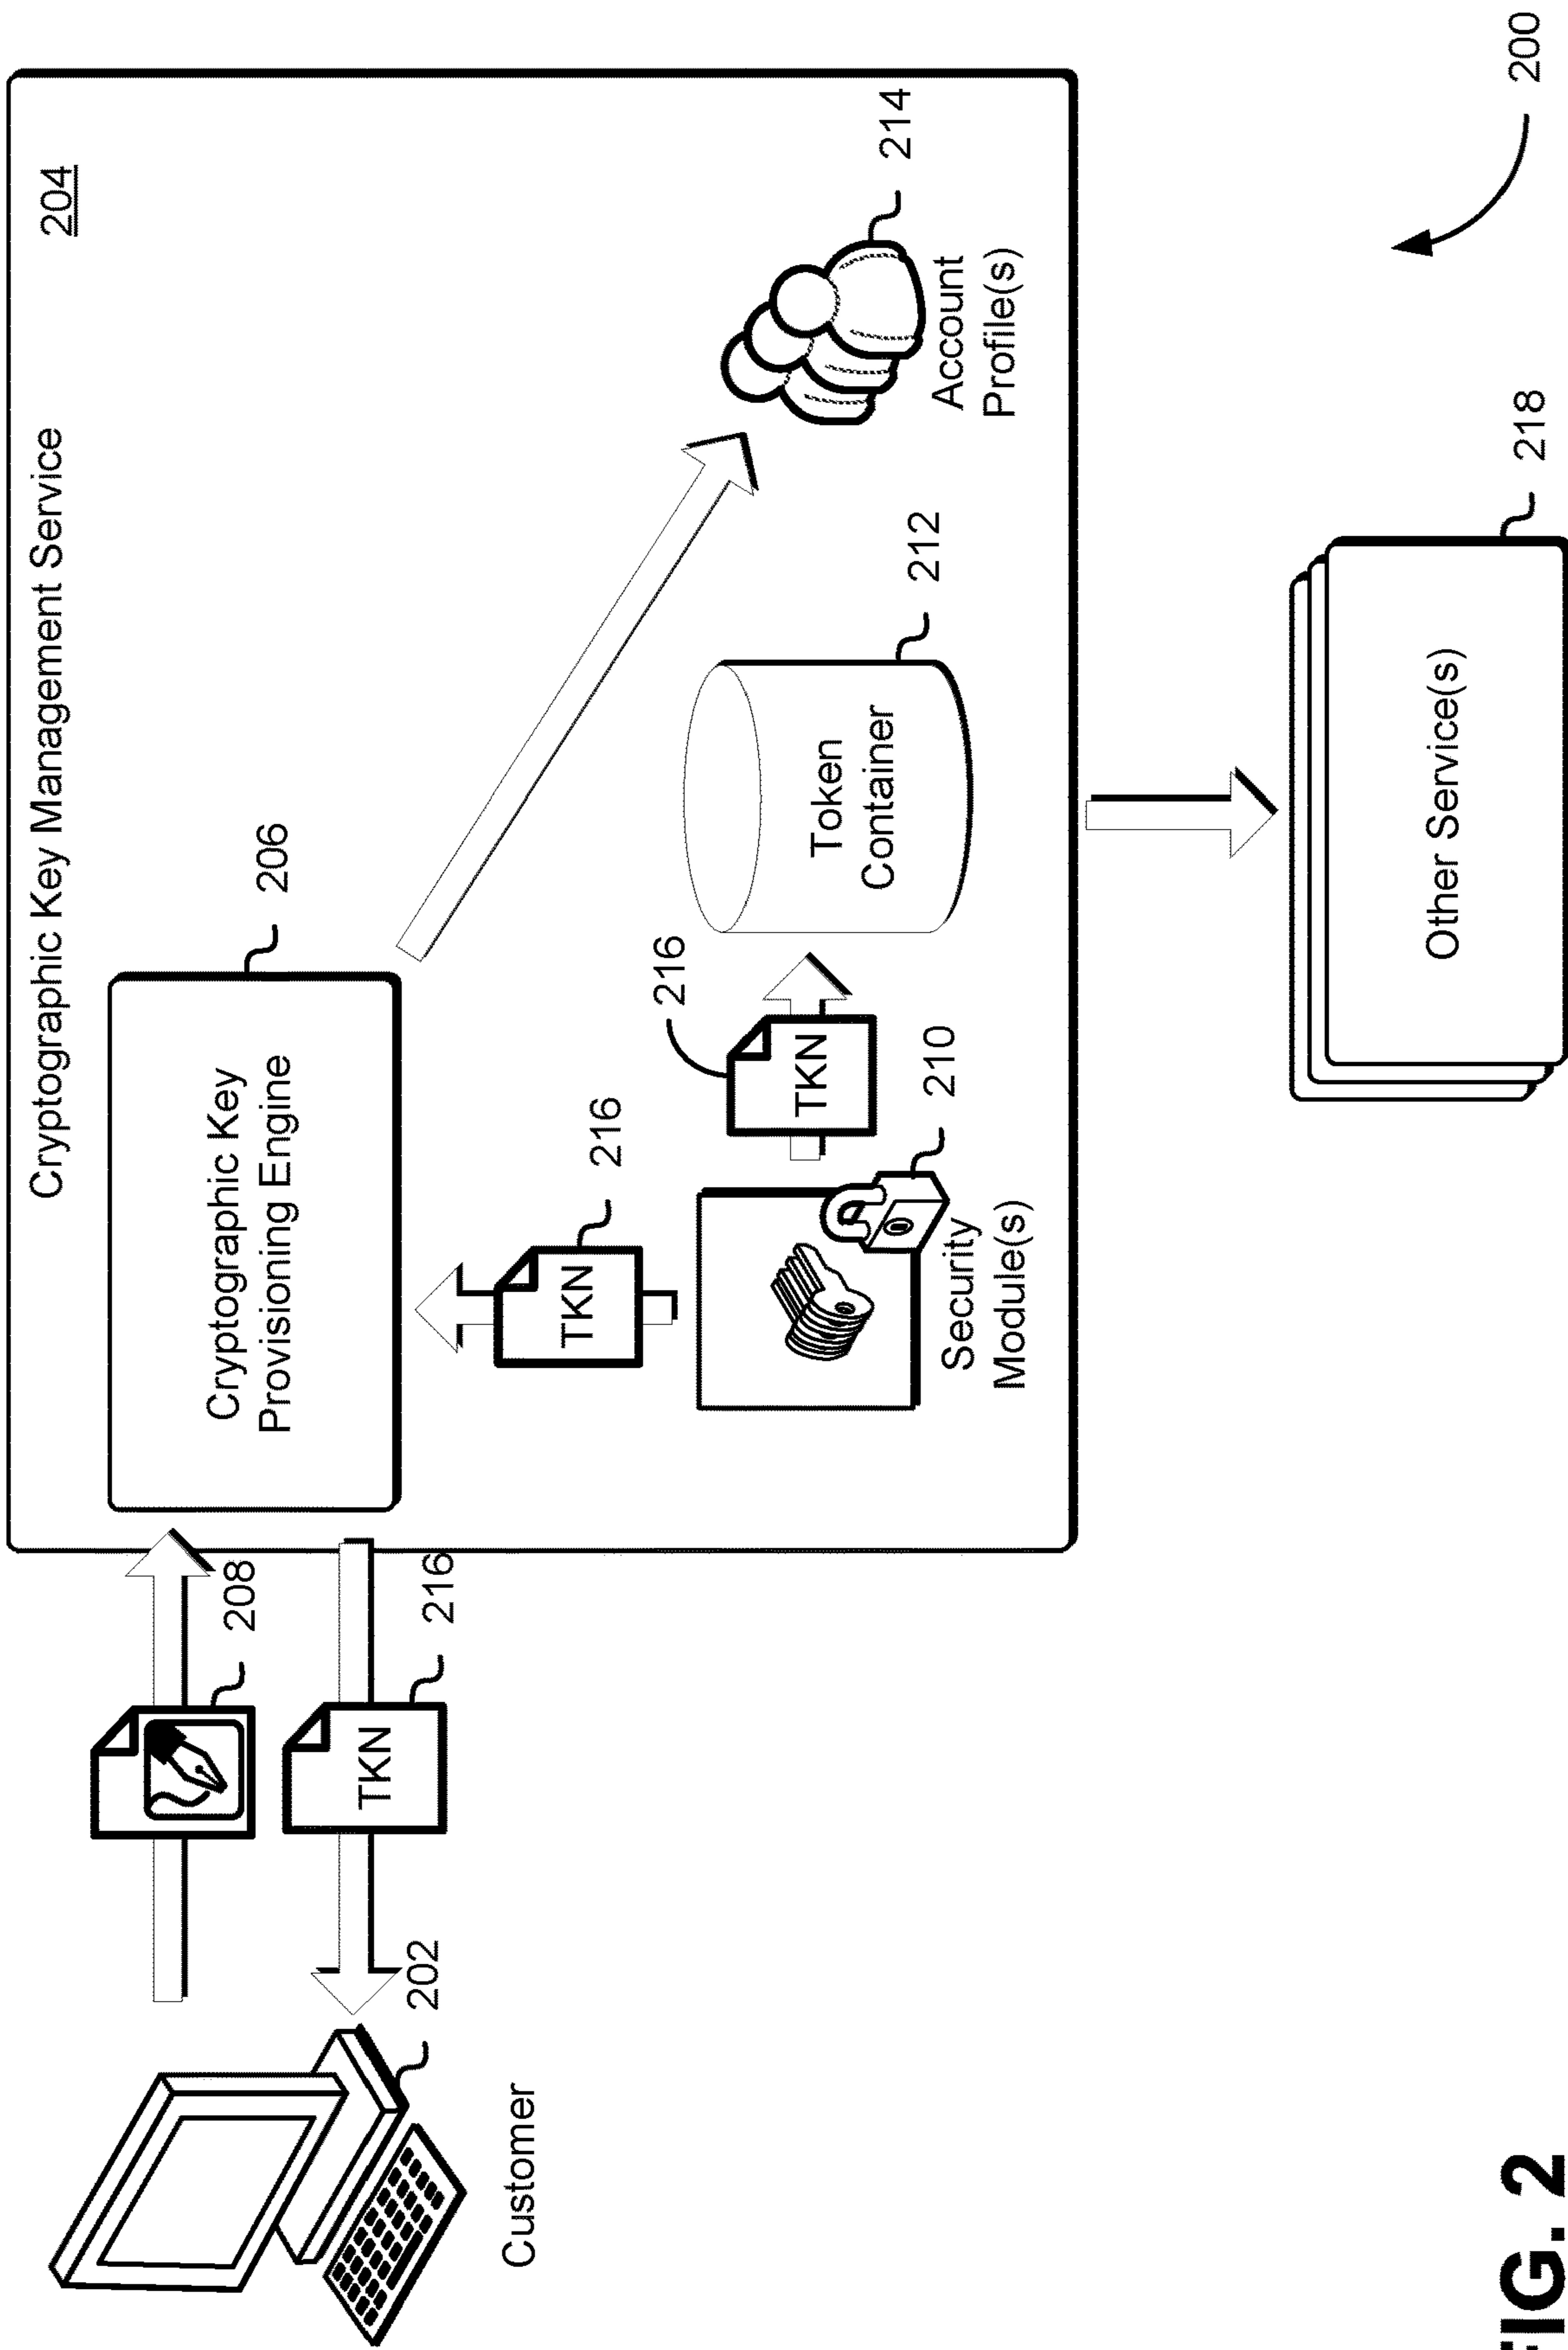 Cryptographic Key Management Service
204
Cryptographic Key
Provisioning Engine
206
208
216
TKN
202
Customer
TKN
216
216
TKN
210
Security
Module(s)
Token
Container
212
214
Account
Profile(s)
Other Service(s)
218
200
FIG. 2